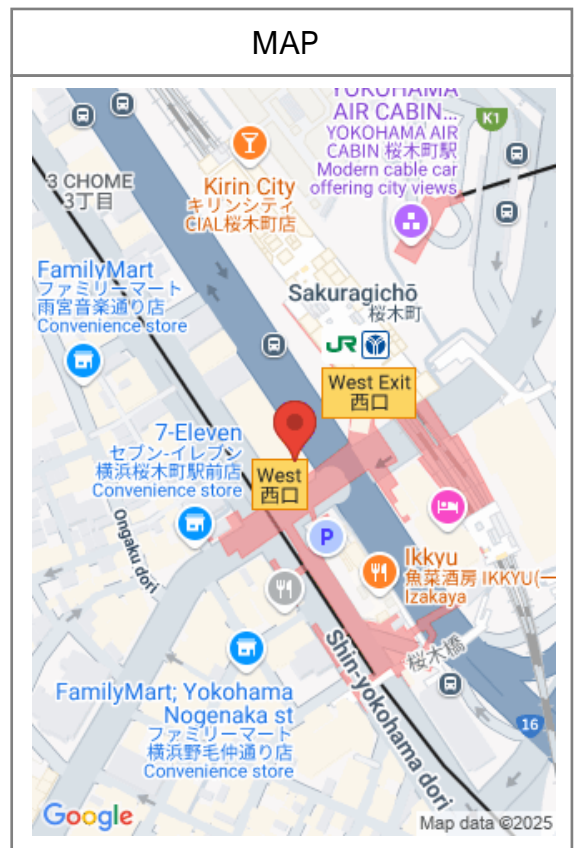 MAP
YOKOHAMA
AIR CABIN...
YOKOHAMA AIR
CABIN 桜木町駅
Modern cable car
offering city views
K1
3 CHOME
3丁目
Kirin City
キリンシティ
CIAL桜木町店
FamilyMart
ファミリーマート
雨宮音楽通り店
Convenience store
Sakuragichō
桜木町
JR
West Exit
西口
7-Eleven
セブン-イレブン
横浜桜木町駅前店
Convenience store
West
西口
Ongaku dori
P
Ikkyu
魚菜酒房 IKKYU(一
Izakaya
Shin-yokohama dori
桜木橋
FamilyMart; Yokohama
Nogenaka st
ファミリーマート
横浜野毛仲通り店
Convenience store
16
Google
Map data ©2025